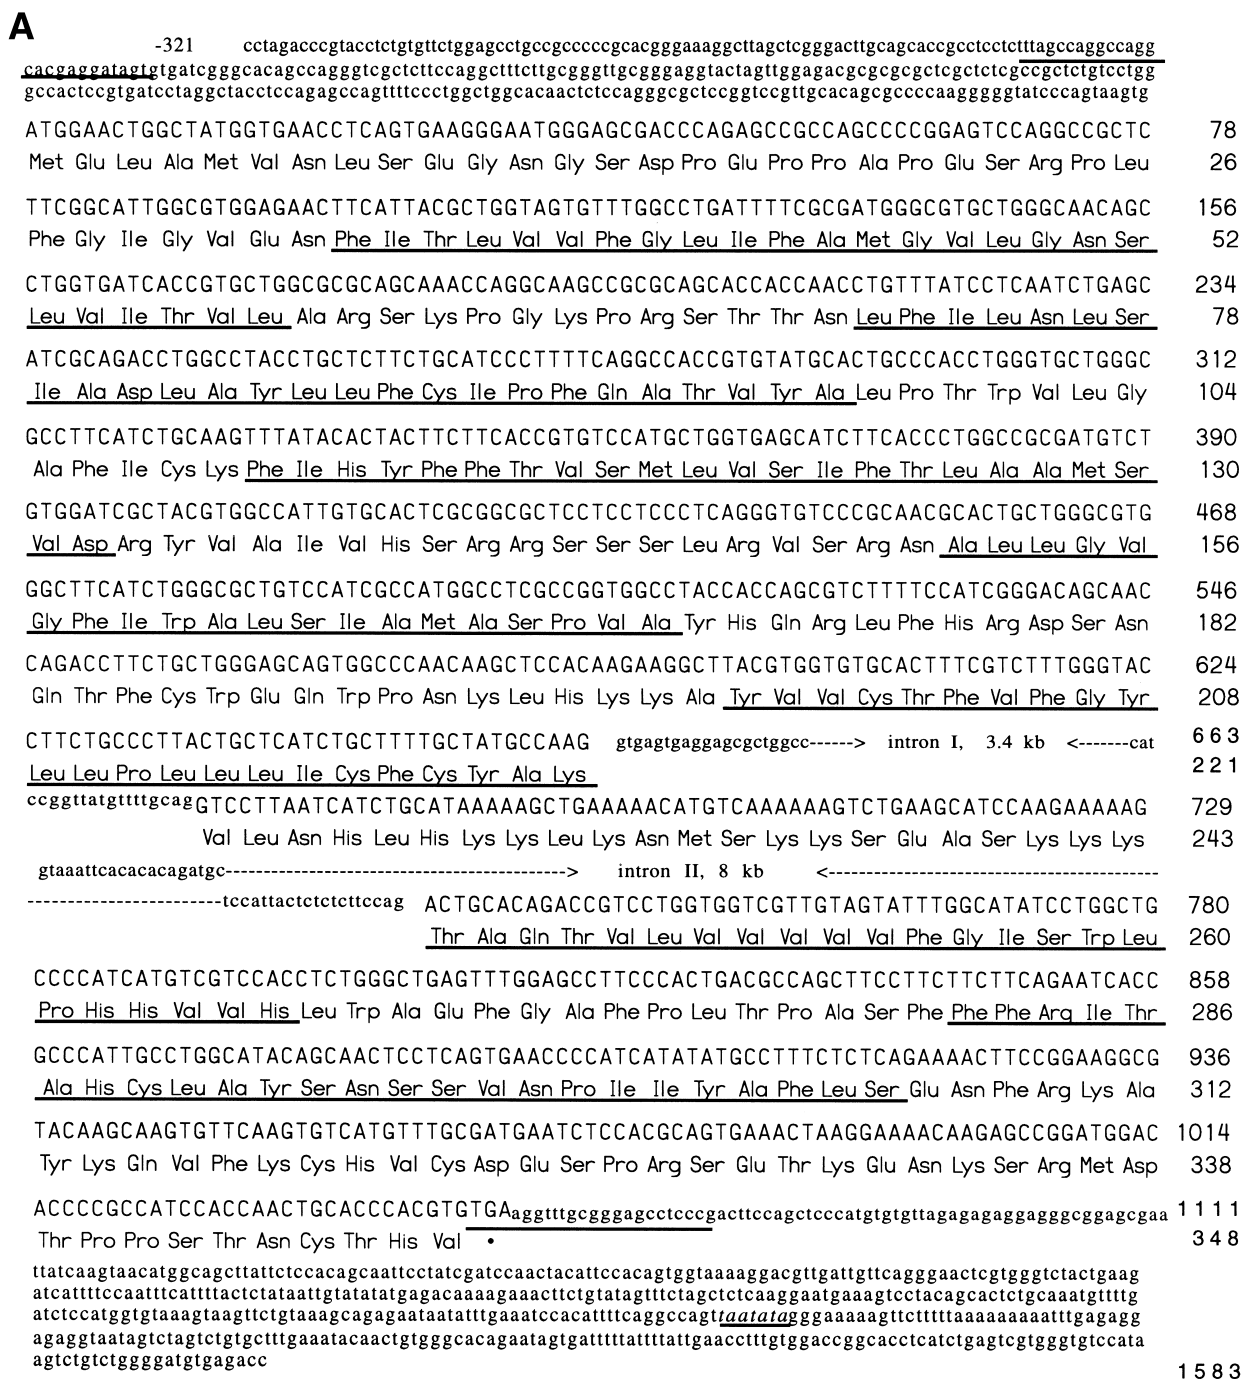 A
-321 cctagacccgtacctctgtgttctggagcctgccgcccccgcacgggaaaggcttagctcgggacttgcagcaccgcctcctctttagccaggccagg
cacgaggatagtgtgatcgggcacagccagggtcgctcttccaggctttcttgcgggttgcgggaggtactagttggagacgcgcgcgctcgctctcgccgctctgtcctgg
gccactccgtgatcctaggctacctccagagccagttttccctggctggcacaactctccagggcgctccggtccgttgcacagcgccccaagggggtatcccagtaagtg
ATGGAACTGGCTATGGTGAACCTCAGTGAAGGGAATGGGAGCGACCCAGAGCCGCCAGCCCCGGAGTCCAGGCCGCTC 78
Met Glu Leu Ala Met Val Asn Leu Ser Glu Gly Asn Gly Ser Asp Pro Glu Pro Pro Ala Pro Glu Ser Arg Pro Leu 26
TTCGGCATTGGCGTGGAGAACTTCATTACGCTGGTAGTGTTTGGCCTGATTTTCGCGATGGGCGTGCTGGGCAACAGC 156
Phe Gly Ile Gly Val Glu Asn Phe Ile Thr Leu Val Val Phe Gly Leu Ile Phe Ala Met Gly Val Leu Gly Asn Ser 52
CTGGTGATCACCGTGCTGGCGCGCAGCAAACCAGGCAAGCCGCGCAGCACCACCAACCTGTTTATCCTCAATCTGAGC 234
Leu Val Ile Thr Val Leu Ala Arg Ser Lys Pro Gly Lys Pro Arg Ser Thr Thr Asn Leu Phe Ile Leu Asn Leu Ser 78
ATCGCAGACCTGGCCTACCTGCTCTTCTGCATCCCTTTTCAGGCCACCGTGTATGCACTGCCCACCTGGGTGCTGGGC 312
Ile Ala Asp Leu Ala Tyr Leu Leu Phe Cys Ile Pro Phe Gln Ala Thr Val Tyr Ala Leu Pro Thr Trp Val Leu Gly 104
GCCTTCATCTGCAAGTTTATACACTACTTCTTCACCGTGTCCATGCTGGTGAGCATCTTCACCCTGGCCGCGATGTCT 390
Ala Phe Ile Cys Lys Phe Ile His Tyr Phe Phe Thr Val Ser Met Leu Val Ser Ile Phe Thr Leu Ala Ala Met Ser 130
GTGGATCGCTACGTGGCCATTGTGCACTCGCGGCGCTCCTCCTCCCTCAGGGTGTCCCGCAACGCACTGCTGGGCGTG 468
Val Asp Arg Tyr Val Ala Ile Val His Ser Arg Arg Ser Ser Ser Leu Arg Val Ser Arg Asn Ala Leu Leu Gly Val 156
GGCTTCATCTGGGCGCTGTCCATCGCCATGGCCTCGCCGGTGGCCTACCACCAGCGTCTTTTCCATCGGGACAGCAAC 546
Gly Phe Ile Trp Ala Leu Ser Ile Ala Met Ala Ser Pro Val Ala Tyr His Gln Arg Leu Phe His Arg Asp Ser Asn 182
CAGACCTTCTGCTGGGAGCAGTGGCCCAACAAGCTCCACAAGAAGGCTTACGTGGTGTGCACTTTCGTCTTTGGGTAC 624
Gln Thr Phe Cys Trp Glu Gln Trp Pro Asn Lys Leu His Lys Lys Ala Tyr Val Val Cys Thr Phe Val Phe Gly Tyr 208
CTTCTGCCCTTACTGCTCATCTGCTTTTGCTATGCCAAG gtgagtgaggagcgctggcc------> intron I, 3.4 kb <-------cat 663
Leu Leu Pro Leu Leu Leu Ile Cys Phe Cys Tyr Ala Lys 221
ccggttatgttttgcagGTCCTTAATCATCTGCATAAAAAGCTGAAAAACATGTCAAAAAAGTCTGAAGCATCCAAGAAAAAG 729
Val Leu Asn His Leu His Lys Lys Leu Lys Asn Met Ser Lys Lys Ser Glu Ala Ser Lys Lys Lys 243
gtaaattcacacacagatgc------------------------------------> intron II, 8 kb <----------------------------------
---------------------tccattactctctcttccag ACTGCACAGACCGTCCTGGTGGTCGTTGTAGTATTTGGCATATCCTGGCTG 780
Thr Ala Gln Thr Val Leu Val Val Val Val Val Phe Gly Ile Ser Trp Leu 260
CCCCATCATGTCGTCCACCTCTGGGCTGAGTTTGGAGCCTTCCCACTGACGCCAGCTTCCTTCTTCTTCAGAATCACC 858
Pro His His Val Val His Leu Trp Ala Glu Phe Gly Ala Phe Pro Leu Thr Pro Ala Ser Phe Phe Phe Arg Ile Thr 286
GCCCATTGCCTGGCATACAGCAACTCCTCAGTGAACCCCATCATATATGCCTTTCTCTCAGAAAACTTCCGGAAGGCG 936
Ala His Cys Leu Ala Tyr Ser Asn Ser Ser Val Asn Pro Ile Ile Tyr Ala Phe Leu Ser Glu Asn Phe Arg Lys Ala 312
TACAAGCAAGTGTTCAAGTGTCATGTTTGCGATGAATCTCCACGCAGTGAAACTAAGGAAAACAAGAGCCGGATGGAC 1014
Tyr Lys Gln Val Phe Lys Cys His Val Cys Asp Glu Ser Pro Arg Ser Glu Thr Lys Glu Asn Lys Ser Arg Met Asp 338
ACCCCGCCATCCACCAACTGCACCCACGTGTGAaggtttgcgggagcctcccgacttccagctcccatgtgtgttagagagaggagggcggagcgaa 1111
Thr Pro Pro Ser Thr Asn Cys Thr His Val • 348
ttatcaagtaacatggcagcttattctccacagcaattcctatcgatccaactacattccacagtggtaaaaggacgttgattgttcagggaactcgtgggtctactgaag
atcattttccaatttcattttactctataattgtatatatgagacaaaagaaacttctgtatagtttctagctctcaaggaatgaaagtcctacagcactctgcaaatgttttg
atctccatggtgtaaagtaagttctgtaaagcagagaataatatttgaaatccacattttcaggccagttaatatagggaaaaagttctttttaaaaaaaaatttgagagg
agaggtaatagtctagtctgtgctttgaaatacaactgtgggcacagaatagtgatttttattttattgaacctttgtggaccggcacctcatctgagtcgtgggtgtccata
agtctgtctggggatgtgagacc 1583